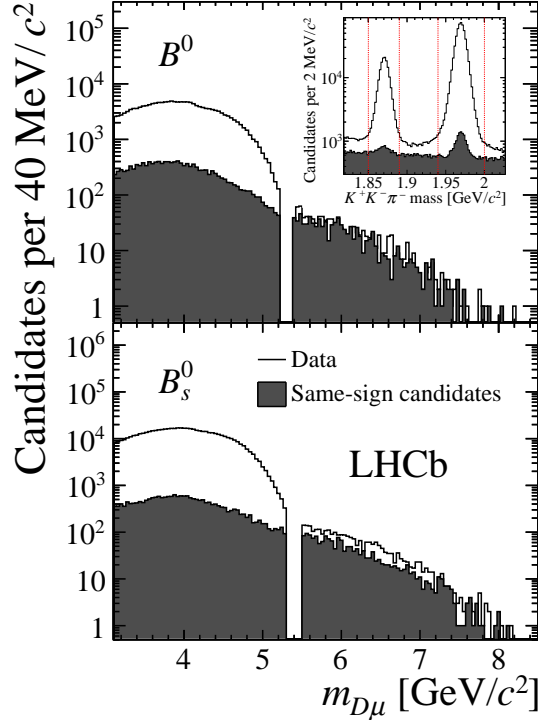 Candidates per 40 MeV/c²
10⁵
10⁴
10³
10²
10
1
B⁰
Candidates per 2 MeV/c²
10⁴
10³
1.85 1.9 1.95 2
K⁺K⁻π⁻ mass [GeV/c²]
10⁶
10⁵
10⁴
10³
10²
10
1
B⁰ₛ
Data
Same-sign candidates
LHCb
4 5 6 7 8
m_Dμ [GeV/c²]